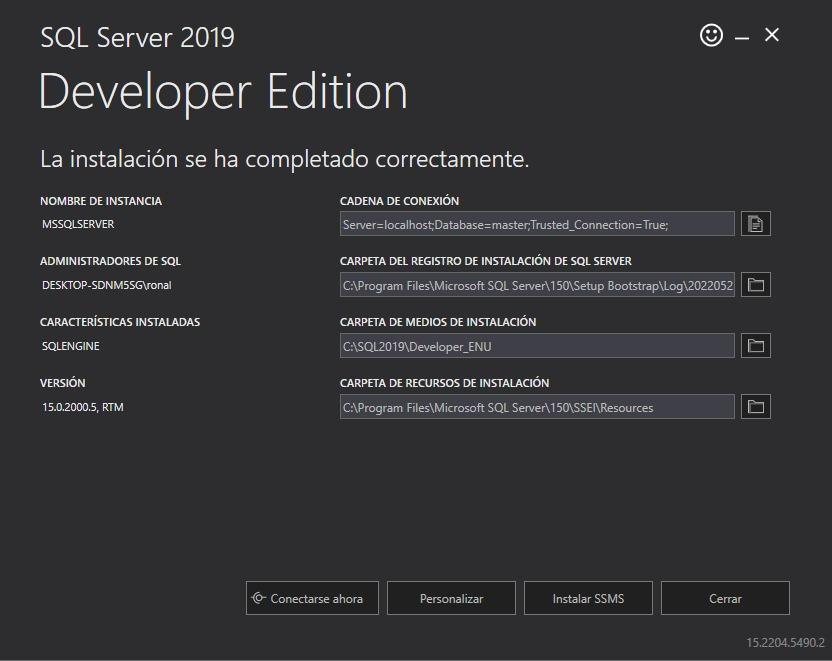 SQL Server 2019
Developer Edition
La instalación se ha completado correctamente.
NOMBRE DE INSTANCIA
MSSQLSERVER
CADENA DE CONEXIÓN
Server=localhost;Database=master;Trusted_Connection=True;
ADMINISTRADORES DE SQL
DESKTOP-SDNM5SG\ronal
CARPETA DEL REGISTRO DE INSTALACIÓN DE SQL SERVER
C:\Program Files\Microsoft SQL Server\150\Setup Bootstrap\Log\2022052
CARACTERÍSTICAS INSTALADAS
SQLENGINE
CARPETA DE MEDIOS DE INSTALACIÓN
C:\SQL2019\Developer_ENU
VERSIÓN
15.0.2000.5, RTM
CARPETA DE RECURSOS DE INSTALACIÓN
C:\Program Files\Microsoft SQL Server\150\SSEI\Resources
Conectarse ahora
Personalizar
Instalar SSMS
Cerrar
15.2204.5490.2